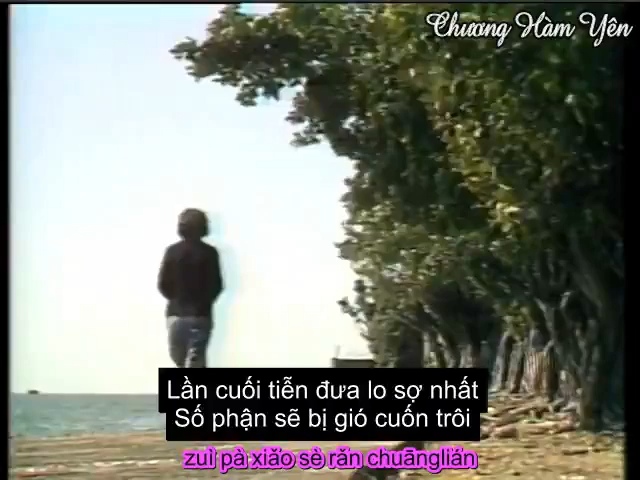 Chương Hàm Yên
Lần cuối tiễn đưa lo sợ nhất
Số phận sẽ bị gió cuốn trôi
zuì pà xiǎo sè rǎn chuānglián